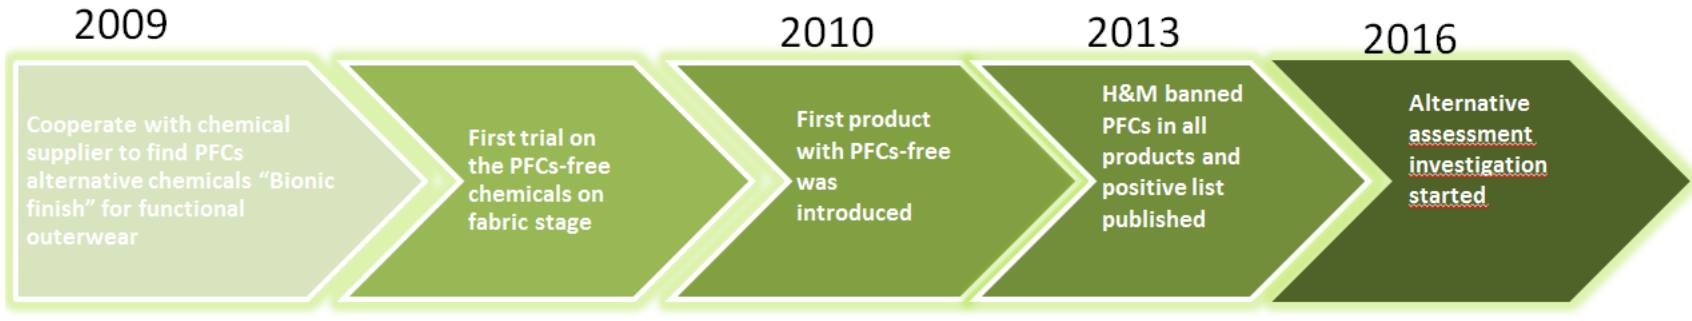 2009
Cooperate with chemical
supplier to find PFCs
alternative chemicals “Bionic
finish” for functional
outerwear
First trial on
the PFCs-free
chemicals on
fabric stage
2010
First product
with PFCs-free
was
introduced
2013
H&M banned
PFCs in all
products and
positive list
published
2016
Alternative
assessment
investigation
started